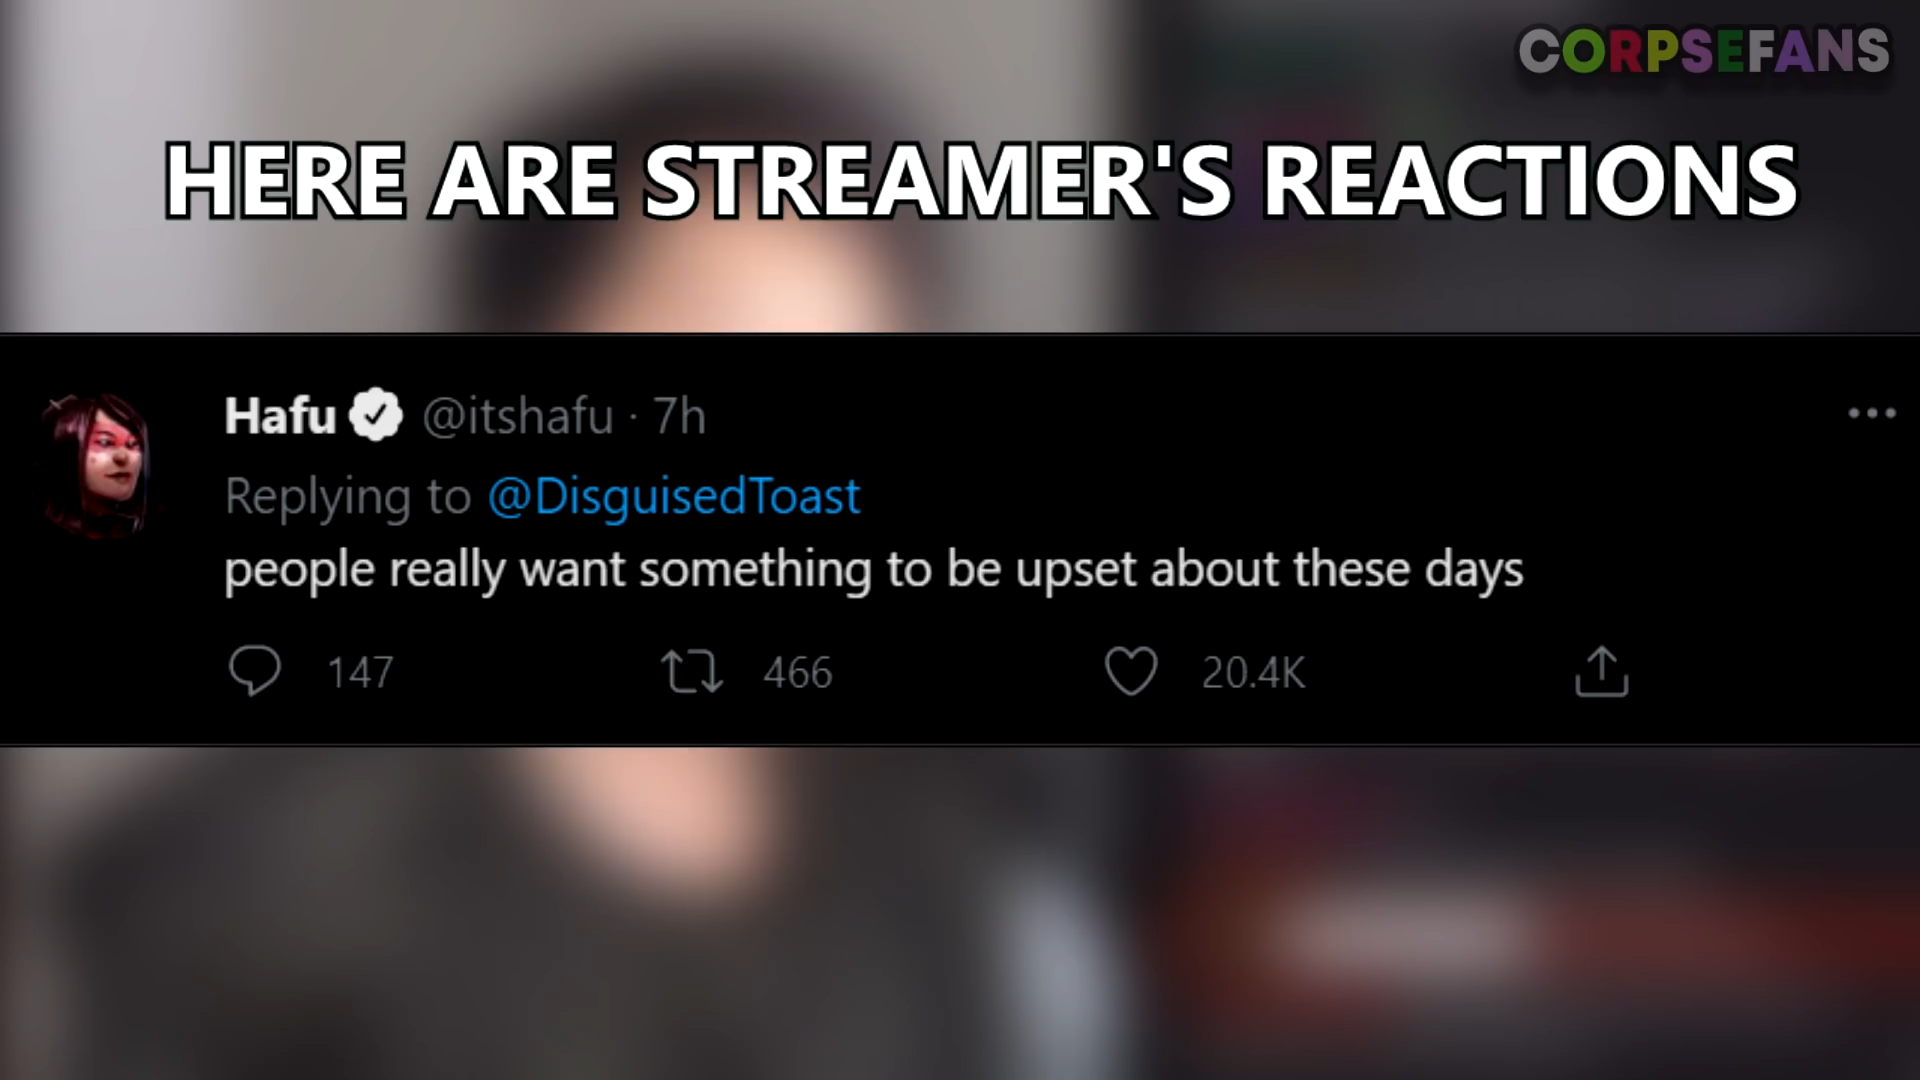 CORPSEFANS
HERE ARE STREAMER'S REACTIONS
Hafu @itshafu · 7h
Replying to @DisguisedToast
people really want something to be upset about these days
147 466 20.4K